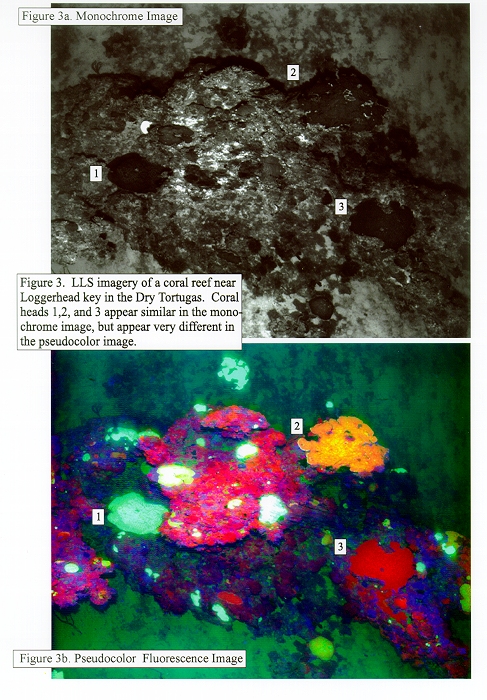 Figure 3a. Monochrome Image
2
1
3
Figure 3. LLS imagery of a coral reef near
Loggerhead key in the Dry Tortugas. Coral
heads 1,2, and 3 appear similar in the mono-
chrome image, but appear very different in
the pseudocolor image.
2
1
3
Figure 3b. Pseudocolor Fluorescence Image